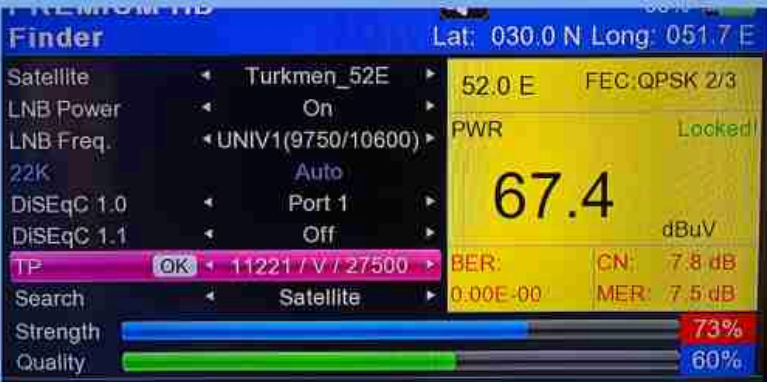 PREMIUM HD
Finder
Lat: 030.0 N Long: 051.7 E
Satellite Turkmen_52E
LNB Power On
LNB Freq. UNIV1(9750/10600)
22K Auto
DiSEqC 1.0 Port 1
DiSEqC 1.1 Off
TP OK 11221 / V / 27500
Search Satellite
52.0 E FEC:QPSK 2/3
PWR Locked!
67.4
dBuV
BER: CN: 7.8 dB
0.00E-00 MER: 7.5 dB
Strength 73%
Quality 60%